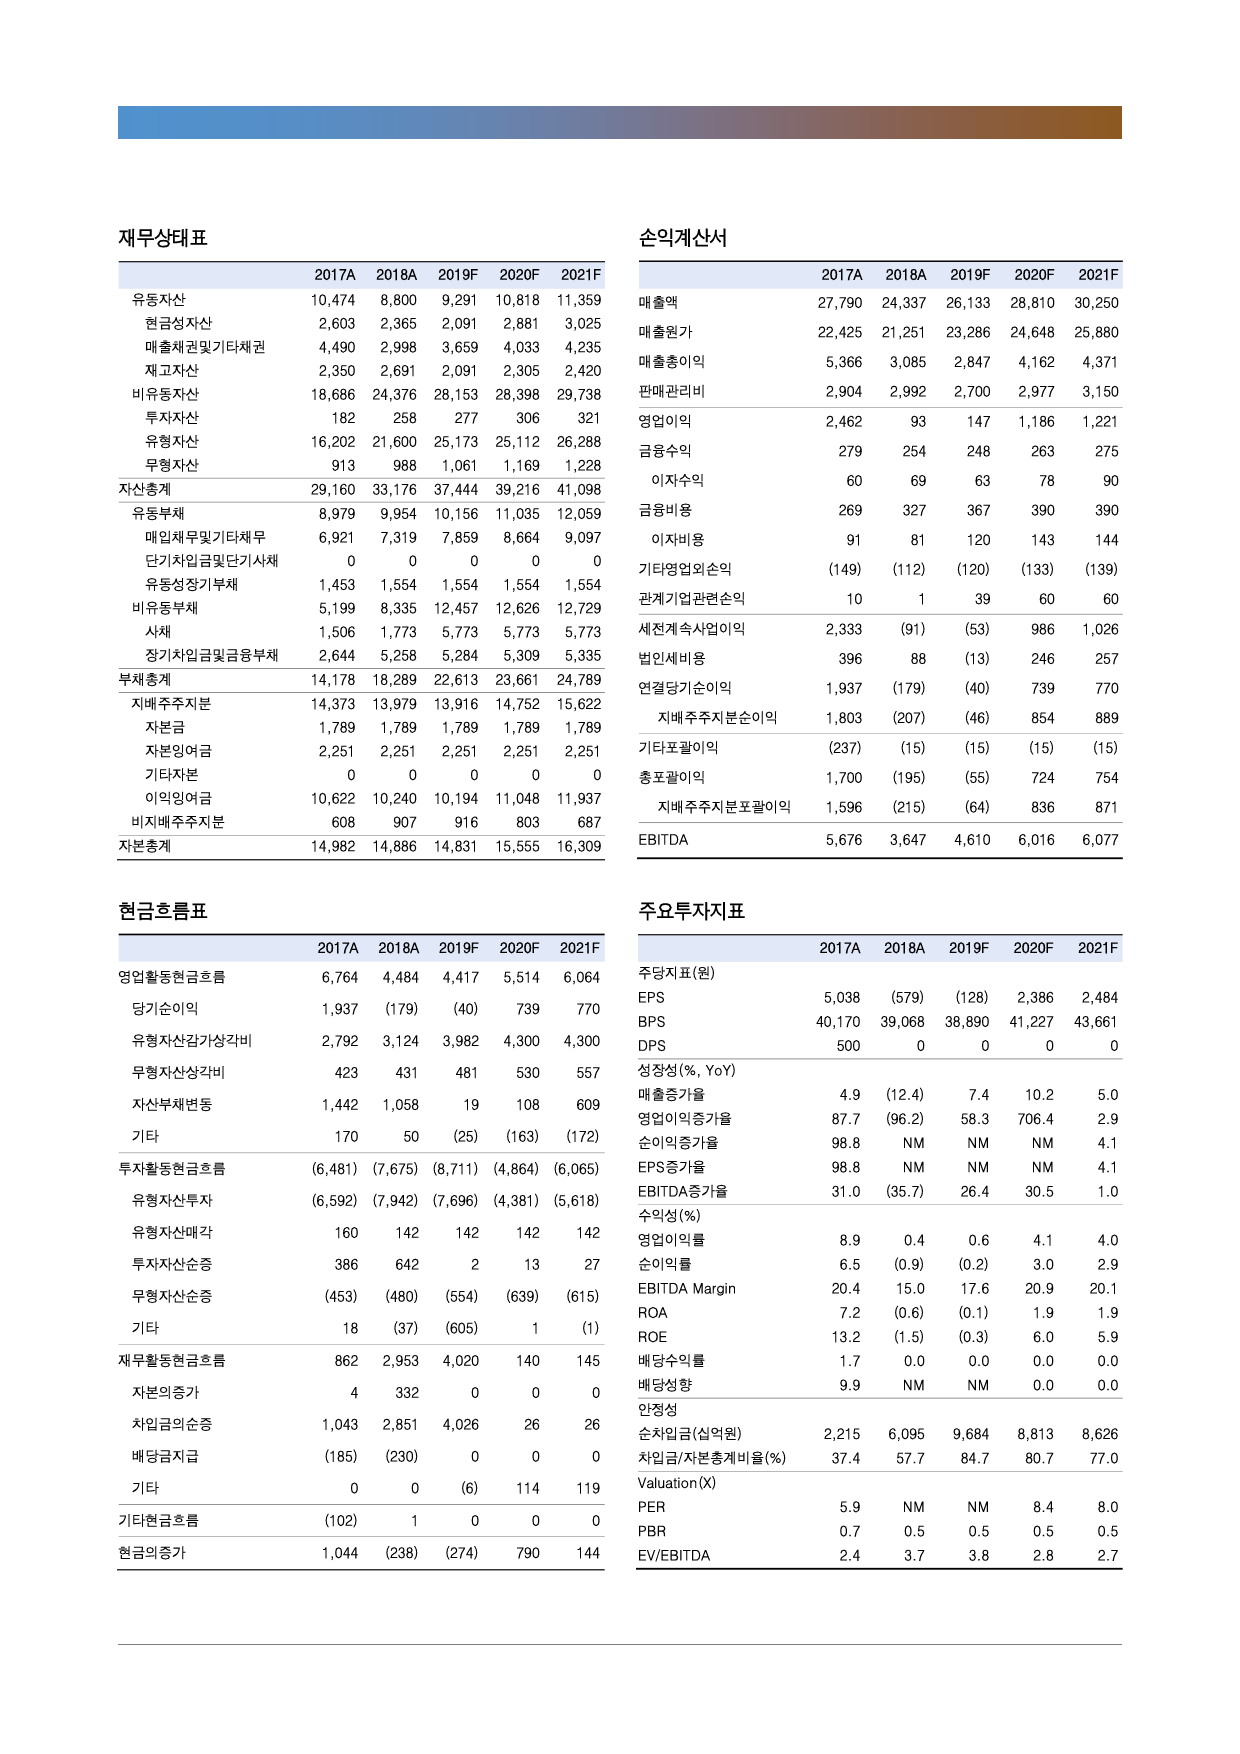 재무상태표
2017A 2018A 2019F 2020F 2021F
유동자산 10,474 8,800 9,291 10,818 11,359
현금성자산 2,603 2,365 2,091 2,881 3,025
매출채권및기타채권 4,490 2,998 3,659 4,033 4,235
재고자산 2,350 2,691 2,091 2,305 2,420
비유동자산 18,686 24,376 28,153 28,398 29,738
투자자산 182 258 277 306 321
유형자산 16,202 21,600 25,173 25,112 26,288
무형자산 913 988 1,061 1,169 1,228
자산총계 29,160 33,176 37,444 39,216 41,098
유동부채 8,979 9,954 10,156 11,035 12,059
매입채무및기타채무 6,921 7,319 7,859 8,664 9,097
단기차입금및단기사채 0 0 0 0 0
유동성장기부채 1,453 1,554 1,554 1,554 1,554
비유동부채 5,199 8,335 12,457 12,626 12,729
사채 1,506 1,773 5,773 5,773 5,773
장기차입금및금융부채 2,644 5,258 5,284 5,309 5,335
부채총계 14,178 18,289 22,613 23,661 24,789
지배주주지분 14,373 13,979 13,916 14,752 15,622
자본금 1,789 1,789 1,789 1,789 1,789
자본잉여금 2,251 2,251 2,251 2,251 2,251
기타자본 0 0 0 0 0
이익잉여금 10,622 10,240 10,194 11,048 11,937
비지배주주지분 608 907 916 803 687
자본총계 14,982 14,886 14,831 15,555 16,309
손익계산서
2017A 2018A 2019F 2020F 2021F
매출액 27,790 24,337 26,133 28,810 30,250
매출원가 22,425 21,251 23,286 24,648 25,880
매출총이익 5,366 3,085 2,847 4,162 4,371
판매관리비 2,904 2,992 2,700 2,977 3,150
영업이익 2,462 93 147 1,186 1,221
금융수익 279 254 248 263 275
이자수익 60 69 63 78 90
금융비용 269 327 367 390 390
이자비용 91 81 120 143 144
기타영업외손익 (149) (112) (120) (133) (139)
관계기업관련손익 10 1 39 60 60
세전계속사업이익 2,333 (91) (53) 986 1,026
법인세비용 396 88 (13) 246 257
연결당기순이익 1,937 (179) (40) 739 770
지배주주지분순이익 1,803 (207) (46) 854 889
기타포괄이익 (237) (15) (15) (15) (15)
총포괄이익 1,700 (195) (55) 724 754
지배주주지분포괄이익 1,596 (215) (64) 836 871
EBITDA 5,676 3,647 4,610 6,016 6,077
현금흐름표
2017A 2018A 2019F 2020F 2021F
영업활동현금흐름 6,764 4,484 4,417 5,514 6,064
당기순이익 1,937 (179) (40) 739 770
유형자산감가상각비 2,792 3,124 3,982 4,300 4,300
무형자산상각비 423 431 481 530 557
자산부채변동 1,442 1,058 19 108 609
기타 170 50 (25) (163) (172)
투자활동현금흐름 (6,481) (7,675) (8,711) (4,864) (6,065)
유형자산투자 (6,592) (7,942) (7,696) (4,381) (5,618)
유형자산매각 160 142 142 142 142
투자자산순증 386 642 2 13 27
무형자산순증 (453) (480) (554) (639) (615)
기타 18 (37) (605) 1 (1)
재무활동현금흐름 862 2,953 4,020 140 145
자본의증가 4 332 0 0 0
차입금의순증 1,043 2,851 4,026 26 26
배당금지급 (185) (230) 0 0 0
기타 0 0 (6) 114 119
기타현금흐름 (102) 1 0 0 0
현금의증가 1,044 (238) (274) 790 144
주요투자지표
2017A 2018A 2019F 2020F 2021F
주당지표(원)
EPS 5,038 (579) (128) 2,386 2,484
BPS 40,170 39,068 38,890 41,227 43,661
DPS 500 0 0 0 0
성장성(%, YoY)
매출증가율 4.9 (12.4) 7.4 10.2 5.0
영업이익증가율 87.7 (96.2) 58.3 706.4 2.9
순이익증가율 98.8 NM NM NM 4.1
EPS증가율 98.8 NM NM NM 4.1
EBITDA증가율 31.0 (35.7) 26.4 30.5 1.0
수익성(%)
영업이익률 8.9 0.4 0.6 4.1 4.0
순이익률 6.5 (0.9) (0.2) 3.0 2.9
EBITDA Margin 20.4 15.0 17.6 20.9 20.1
ROA 7.2 (0.6) (0.1) 1.9 1.9
ROE 13.2 (1.5) (0.3) 6.0 5.9
배당수익률 1.7 0.0 0.0 0.0 0.0
배당성향 9.9 NM NM 0.0 0.0
안정성
순차입금(십억원) 2,215 6,095 9,684 8,813 8,626
차입금/자본총계비율(%) 37.4 57.7 84.7 80.7 77.0
Valuation(X)
PER 5.9 NM NM 8.4 8.0
PBR 0.7 0.5 0.5 0.5 0.5
EV/EBITDA 2.4 3.7 3.8 2.8 2.7